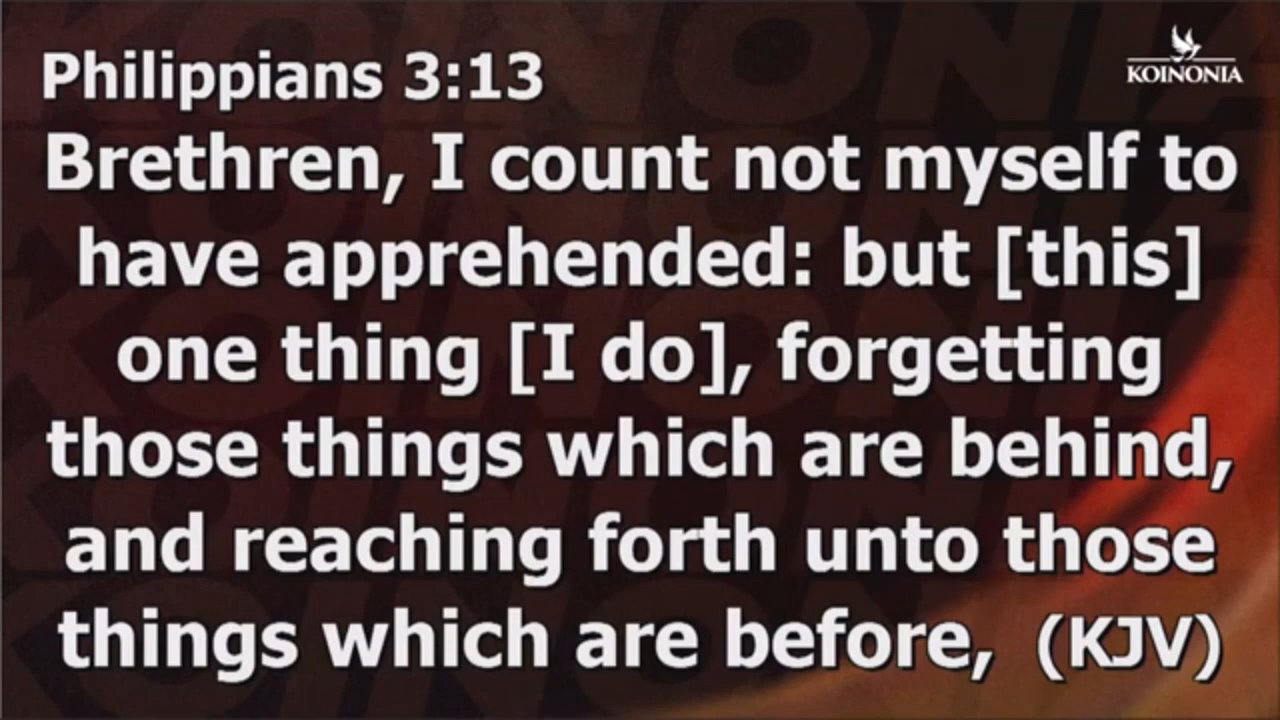 Philippians 3:13
KOINONIA
Brethren, I count not myself to
have apprehended: but [this]
one thing [I do], forgetting
those things which are behind,
and reaching forth unto those
things which are before, (KJV)